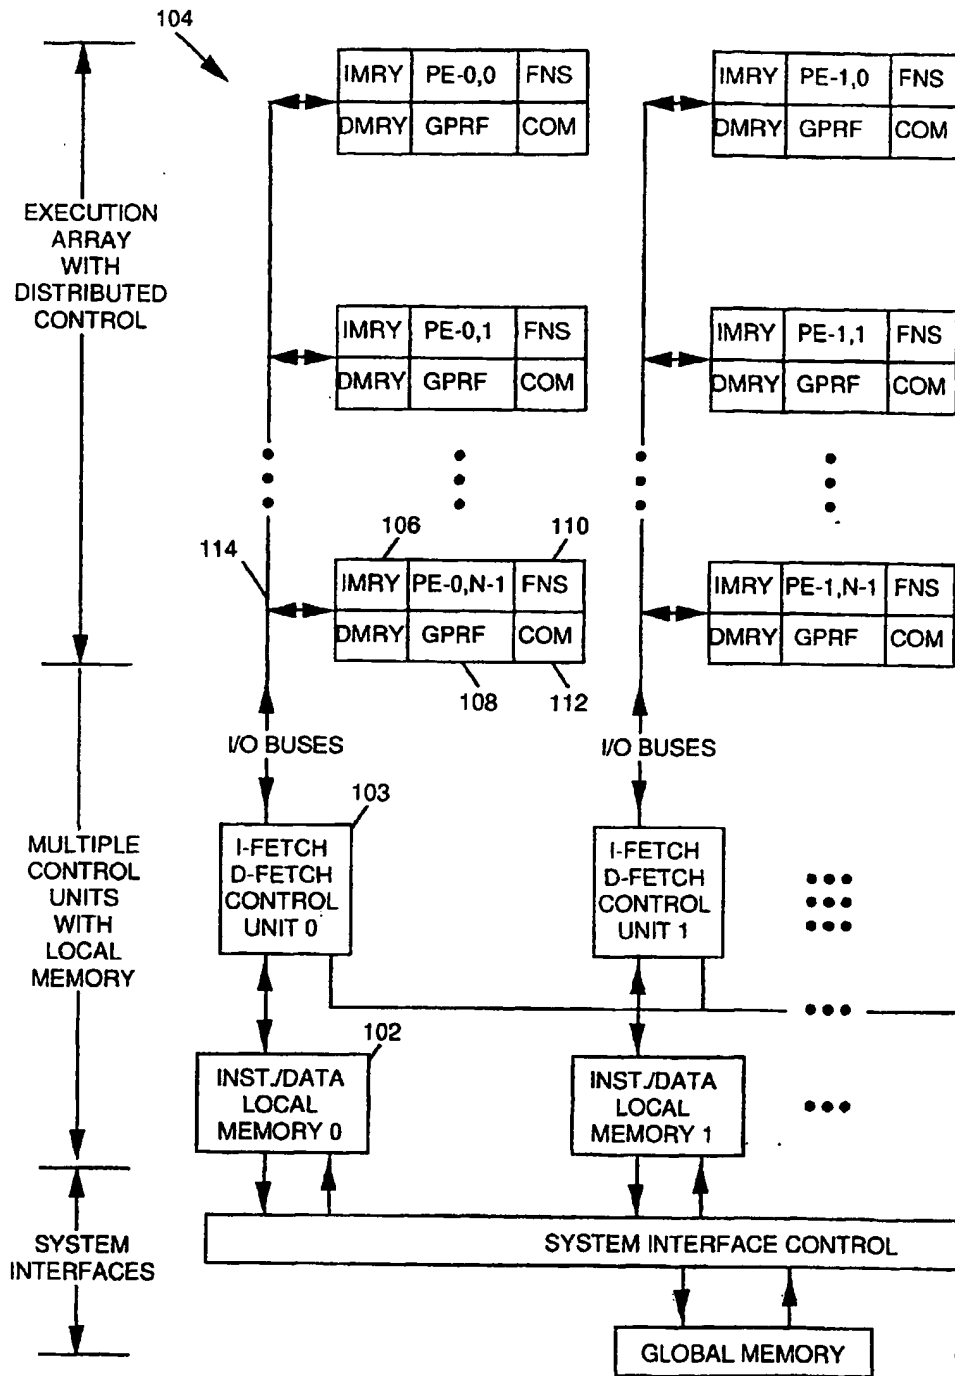 104
IMRY PE-0,0 FNS
DMRY GPRF COM
IMRY PE-1,0 FNS
DMRY GPRF COM
EXECUTION
ARRAY
WITH
DISTRIBUTED
CONTROL
IMRY PE-0,1 FNS
DMRY GPRF COM
IMRY PE-1,1 FNS
DMRY GPRF COM
106
110
114
IMRY PE-0,N-1 FNS
DMRY GPRF COM
108
112
IMRY PE-1,N-1 FNS
DMRY GPRF COM
I/O BUSES
I/O BUSES
MULTIPLE
CONTROL
UNITS
WITH
LOCAL
MEMORY
103
I-FETCH
D-FETCH
CONTROL
UNIT 0
I-FETCH
D-FETCH
CONTROL
UNIT 1
102
INST./DATA
LOCAL
MEMORY 0
INST./DATA
LOCAL
MEMORY 1
SYSTEM
INTERFACES
SYSTEM INTERFACE CONTROL
GLOBAL MEMORY